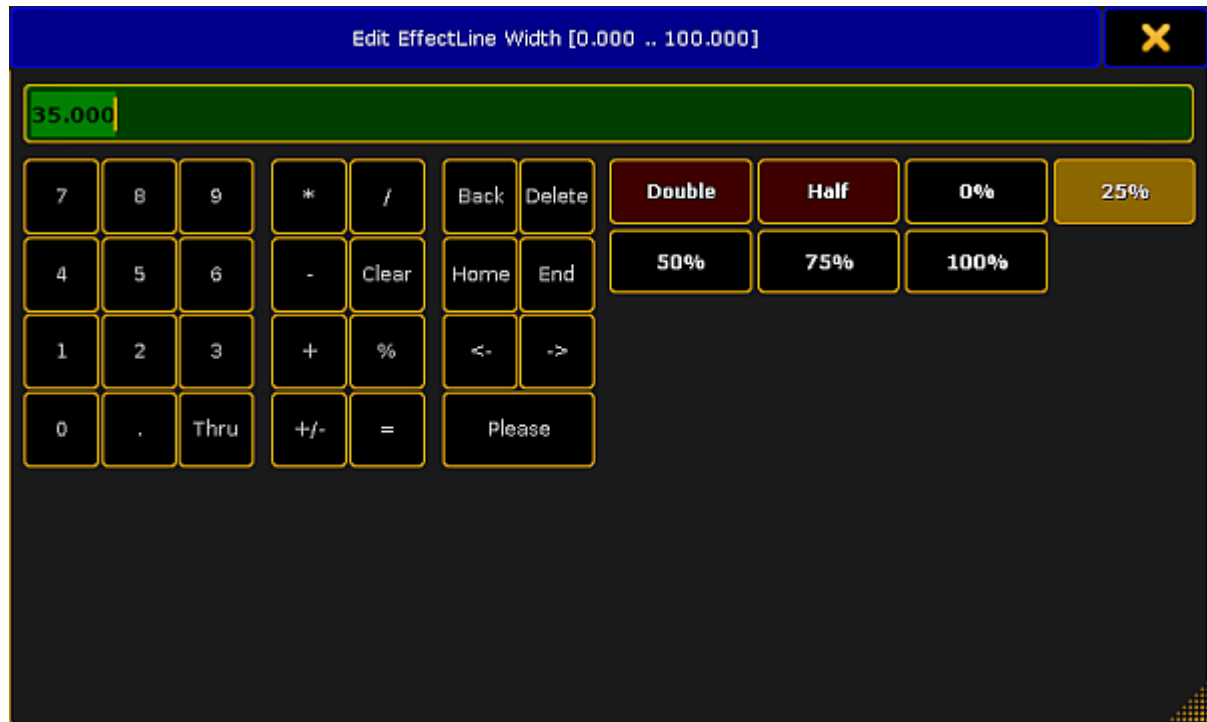 Edit EffectLine Width [0.000 .. 100.000]
35.000
7 8 9 * / Back Delete Double Half 0% 25%
4 5 6 - Clear Home End 50% 75% 100%
1 2 3 + % <- ->
0 . Thru +/- = Please